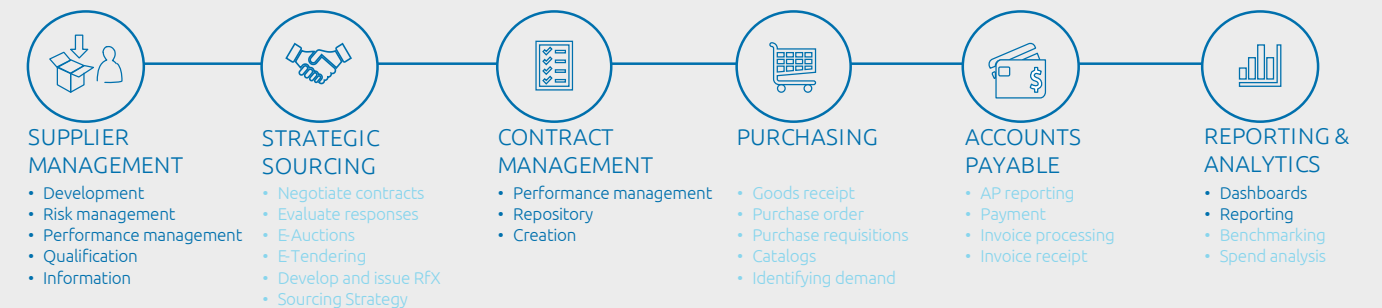 SUPPLIER
MANAGEMENT
• Development
• Risk management
• Performance management
• Qualification
• Information
STRATEGIC
SOURCING
• Negotiate contracts
• Evaluate responses
• E-Auctions
• E-Tendering
• Develop and issue RfX
• Sourcing Strategy
CONTRACT
MANAGEMENT
• Performance management
• Repository
• Creation
PURCHASING
• Goods receipt
• Purchase order
• Purchase requisitions
• Catalogs
• Identifying demand
$
ACCOUNTS
PAYABLE
• AP reporting
• Payment
• Invoice processing
• Invoice receipt
REPORTING &
ANALYTICS
• Dashboards
• Reporting
• Benchmarking
• Spend analysis